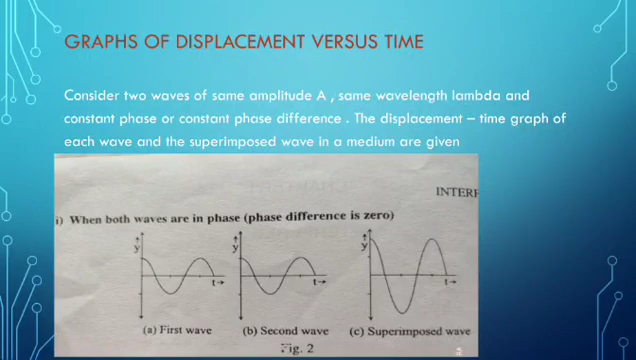 GRAPHS OF DISPLACEMENT VERSUS TIME
Consider two waves of same amplitude A , same wavelength lambda and
constant phase or constant phase difference . The displacement – time graph of
each wave and the superimposed wave in a medium are given
INTERF
i) When both waves are in phase (phase difference is zero)
y y y
t→ t→ t→
(a) First wave (b) Second wave (c) Superimposed wave
Fig. 2